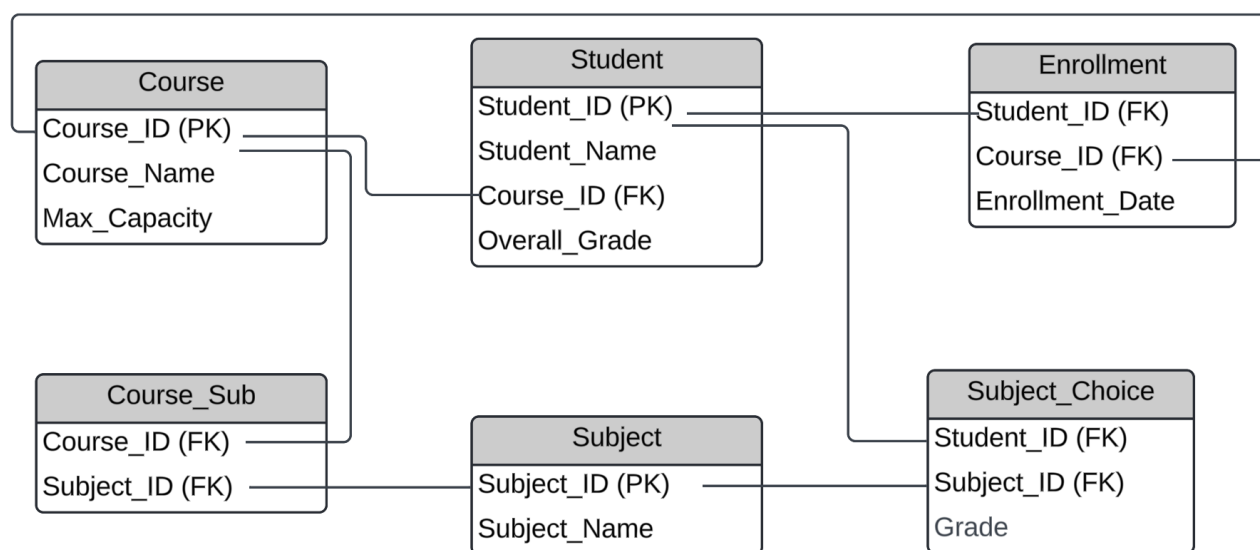 Course
Course_ID (PK)
Course_Name
Max_Capacity
Student
Student_ID (PK)
Student_Name
Course_ID (FK)
Overall_Grade
Enrollment
Student_ID (FK)
Course_ID (FK)
Enrollment_Date
Course_Sub
Course_ID (FK)
Subject_ID (FK)
Subject
Subject_ID (PK)
Subject_Name
Subject_Choice
Student_ID (FK)
Subject_ID (FK)
Grade